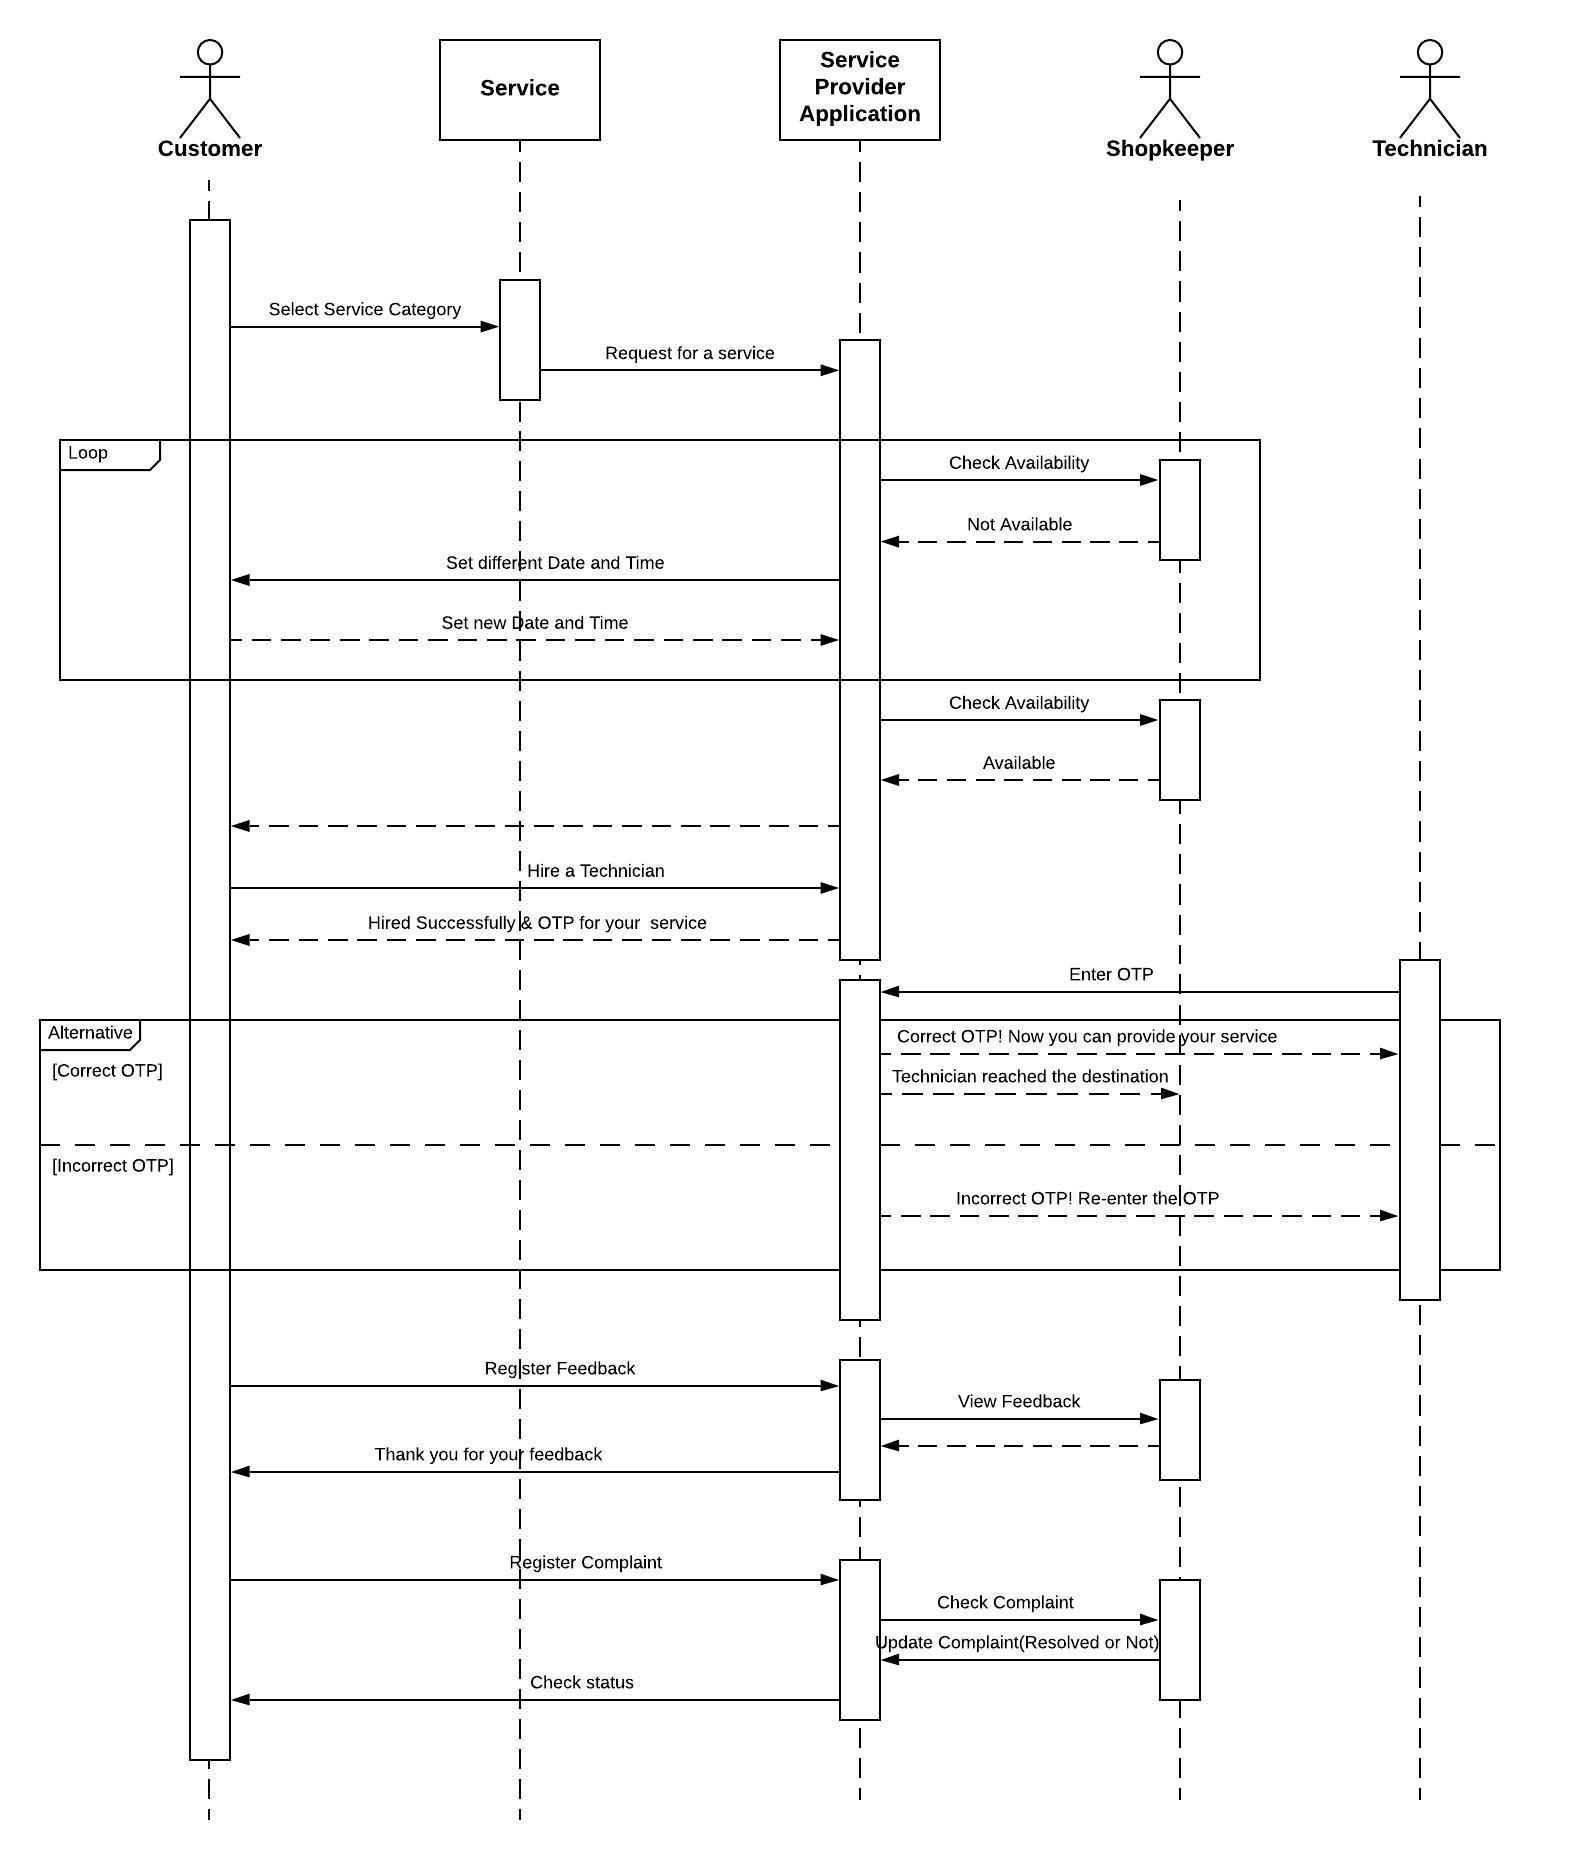 Customer
Service
Service
Provider
Application
Shopkeeper
Technician
Select Service Category
Request for a service
Loop
Check Availability
Not Available
Set different Date and Time
Set new Date and Time
Check Availability
Available
Hire a Technician
Hired Successfully & OTP for your  service
Enter OTP
Alternative
Correct OTP! Now you can provide your service
[Correct OTP]
Technician reached the destination
[Incorrect OTP]
Incorrect OTP! Re-enter the OTP
Register Feedback
View Feedback
Thank you for your feedback
Register Complaint
Check Complaint
Update Complaint(Resolved or Not)
Check status